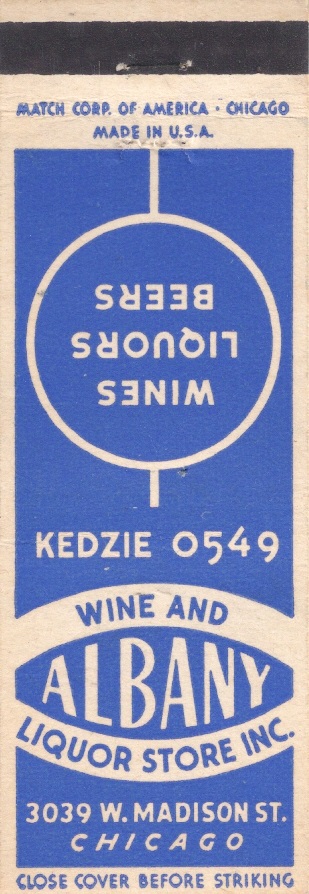 MATCH CORP. OF AMERICA · CHICAGO
MADE IN U.S.A.
WINES
LIQUORS
BEERS
KEDZIE 0549
WINE AND
ALBANY
LIQUOR STORE INC.
3039 W. MADISON ST.
CHICAGO
CLOSE COVER BEFORE STRIKING